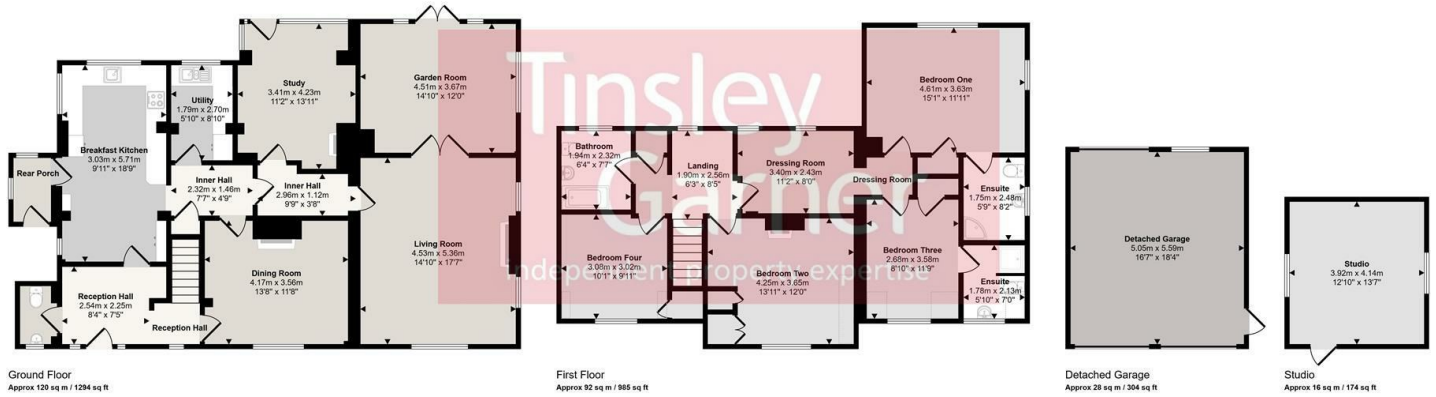 Tinsley
Garner
independent property expertise
Rear Porch
Breakfast Kitchen
3.03m x 5.71m
9'11" x 18'9"
Utility
1.79m x 2.70m
5'10" x 8'10"
Study
3.41m x 4.23m
11'2" x 13'11"
Garden Room
4.51m x 3.67m
14'10" x 12'0"
Inner Hall
2.32m x 1.46m
7'7" x 4'9"
Inner Hall
2.96m x 1.12m
9'9" x 3'8"
Living Room
4.53m x 5.36m
14'10" x 17'7"
Dining Room
4.17m x 3.56m
13'8" x 11'8"
Reception Hall
2.54m x 2.25m
8'4" x 7'5"
Reception Hall
Ground Floor
Approx 120 sq m / 1294 sq ft
Bathroom
1.94m x 2.32m
6'4" x 7'7"
Landing
1.90m x 2.56m
6'3" x 8'5"
Dressing Room
3.40m x 2.43m
11'2" x 8'0"
Bedroom One
4.61m x 3.63m
15'1" x 11'11"
Dressing Room
Ensuite
1.75m x 2.48m
5'9" x 8'2"
Bedroom Four
3.08m x 3.02m
10'1" x 9'11"
Bedroom Two
4.25m x 3.65m
13'11" x 12'0"
Bedroom Three
2.68m x 3.58m
8'10" x 11'9"
Ensuite
1.78m x 2.13m
5'10" x 7'0"
First Floor
Approx 92 sq m / 985 sq ft
Detached Garage
5.05m x 5.59m
16'7" x 18'4"
Detached Garage
Approx 28 sq m / 304 sq ft
Studio
3.92m x 4.14m
12'10" x 13'7"
Studio
Approx 16 sq m / 174 sq ft